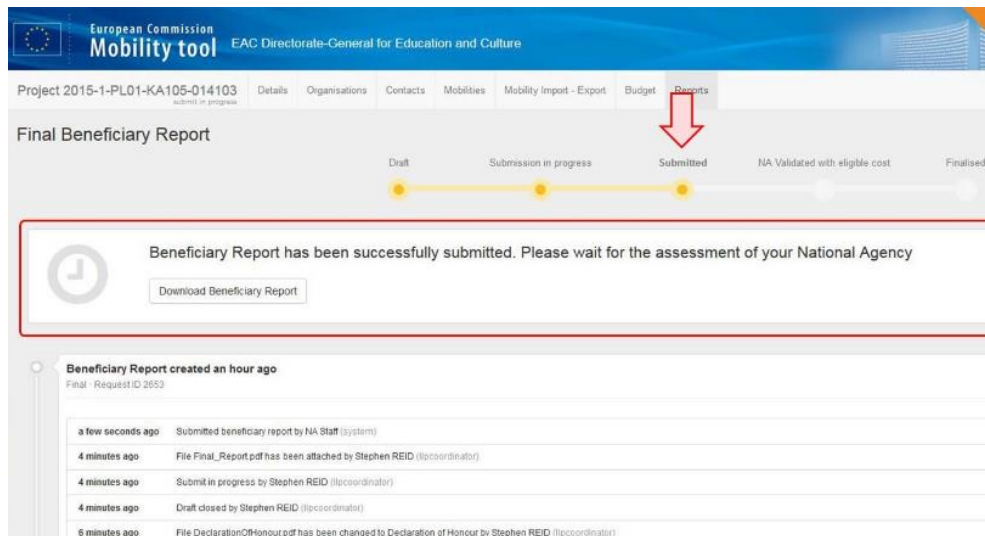 European Commission
Mobility tool
EAC Directorate-General for Education and Culture
Project 2015-1-PL01-KA105-014103
submit in progress
Details
Organisations
Contacts
Mobilities
Mobility Import - Export
Budget
Reports
Final Beneficiary Report
Draft
Submission in progress
Submitted
NA Validated with eligible cost
Finalised
Beneficiary Report has been successfully submitted. Please wait for the assessment of your National Agency
Download Beneficiary Report
Beneficiary Report created an hour ago
Final - Request ID 2653
a few seconds ago Submitted beneficiary report by NA Staff (system)
4 minutes ago File Final_Report.pdf has been attached by Stephen REID (llpcoordinator)
4 minutes ago Submit in progress by Stephen REID (llpcoordinator)
4 minutes ago Draft closed by Stephen REID (llpcoordinator)
6 minutes ago File DeclarationOfHonour.pdf has been changed to Declaration of Honour by Stephen REID (llpcoordinator)